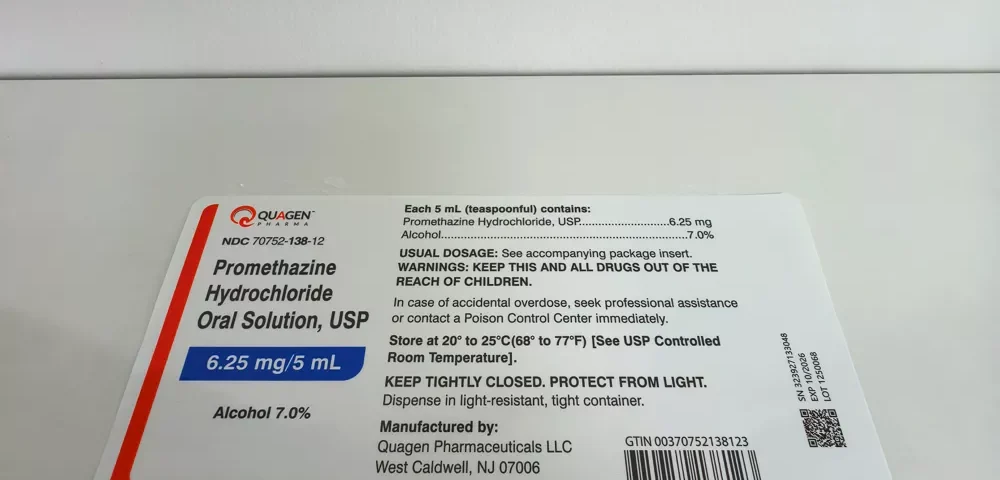 QUAGEN™
PHARMA
NDC 70752-138-12
Promethazine
Hydrochloride
Oral Solution, USP
6.25 mg/5 mL
Alcohol 7.0%
Each 5 mL (teaspoonful) contains:
Promethazine Hydrochloride, USP..............................6.25 mg
Alcohol..................................................................................7.0%
USUAL DOSAGE: See accompanying package insert.
WARNINGS: KEEP THIS AND ALL DRUGS OUT OF THE
REACH OF CHILDREN.
In case of accidental overdose, seek professional assistance
or contact a Poison Control Center immediately.
Store at 20° to 25°C(68° to 77°F) [See USP Controlled
Room Temperature].
KEEP TIGHTLY CLOSED. PROTECT FROM LIGHT.
Dispense in light-resistant, tight container.
Manufactured by:
Quagen Pharmaceuticals LLC
West Caldwell, NJ 07006
GTIN 00370752138123
SN 323927133048
EXP 10/2026
LOT 1250068